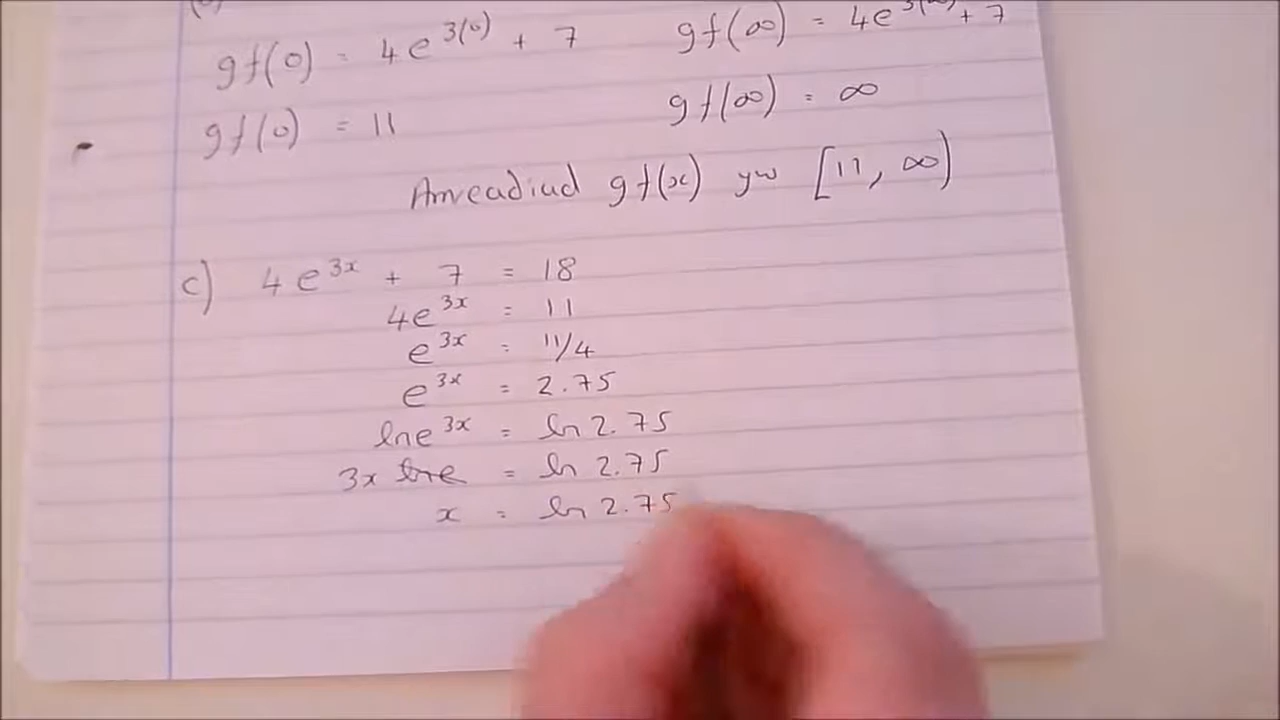 gf(0) = 4e^3(0) + 7
gf(∞) = 4e^3(∞) + 7
gf(0) = 11
gf(∞) = ∞
Amrediad gf(x) yw [11, ∞)
c) 4e^3x + 7 = 18
4e^3x = 11
e^3x = 11/4
e^3x = 2.75
ln e^3x = ln 2.75
3x ln e = ln 2.75
x = ln 2.75